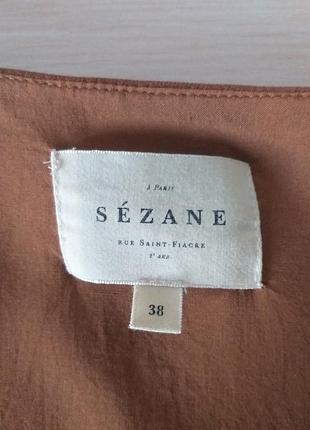 À PARIS
SÉZANE
RUE SAINT-FIACRE
2ᵉ ARR
38